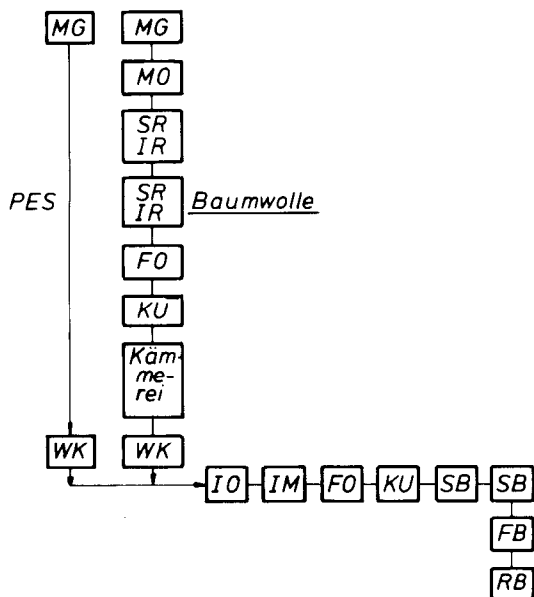 MG
MG
MO
SR
IR
SR
IR
PES
Baumwolle
FO
KU
Käm-
me-
rei
WK
WK
IO
IM
FO
KU
SB
SB
FB
RB